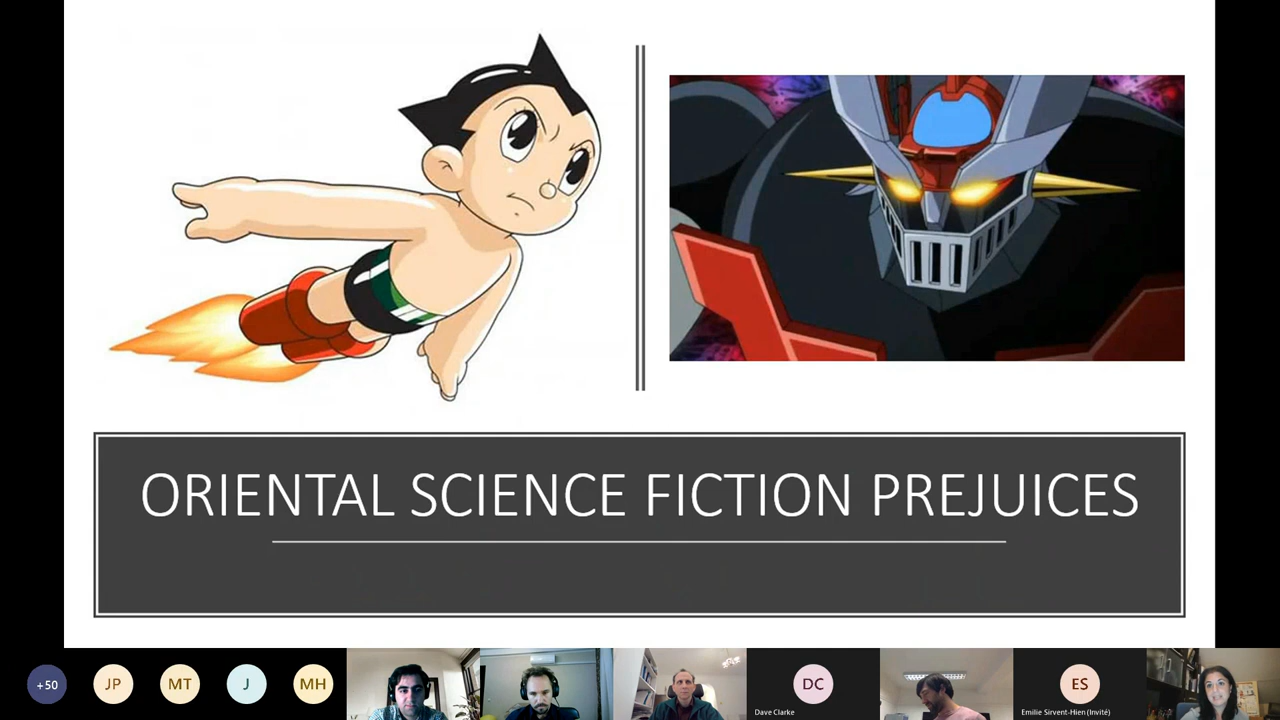 ORIENTAL SCIENCE FICTION PREJUICES
+50
JP
MT
J
MH
DC
Dave Clarke
ES
Emilie Sirvent-Hien (Invité)